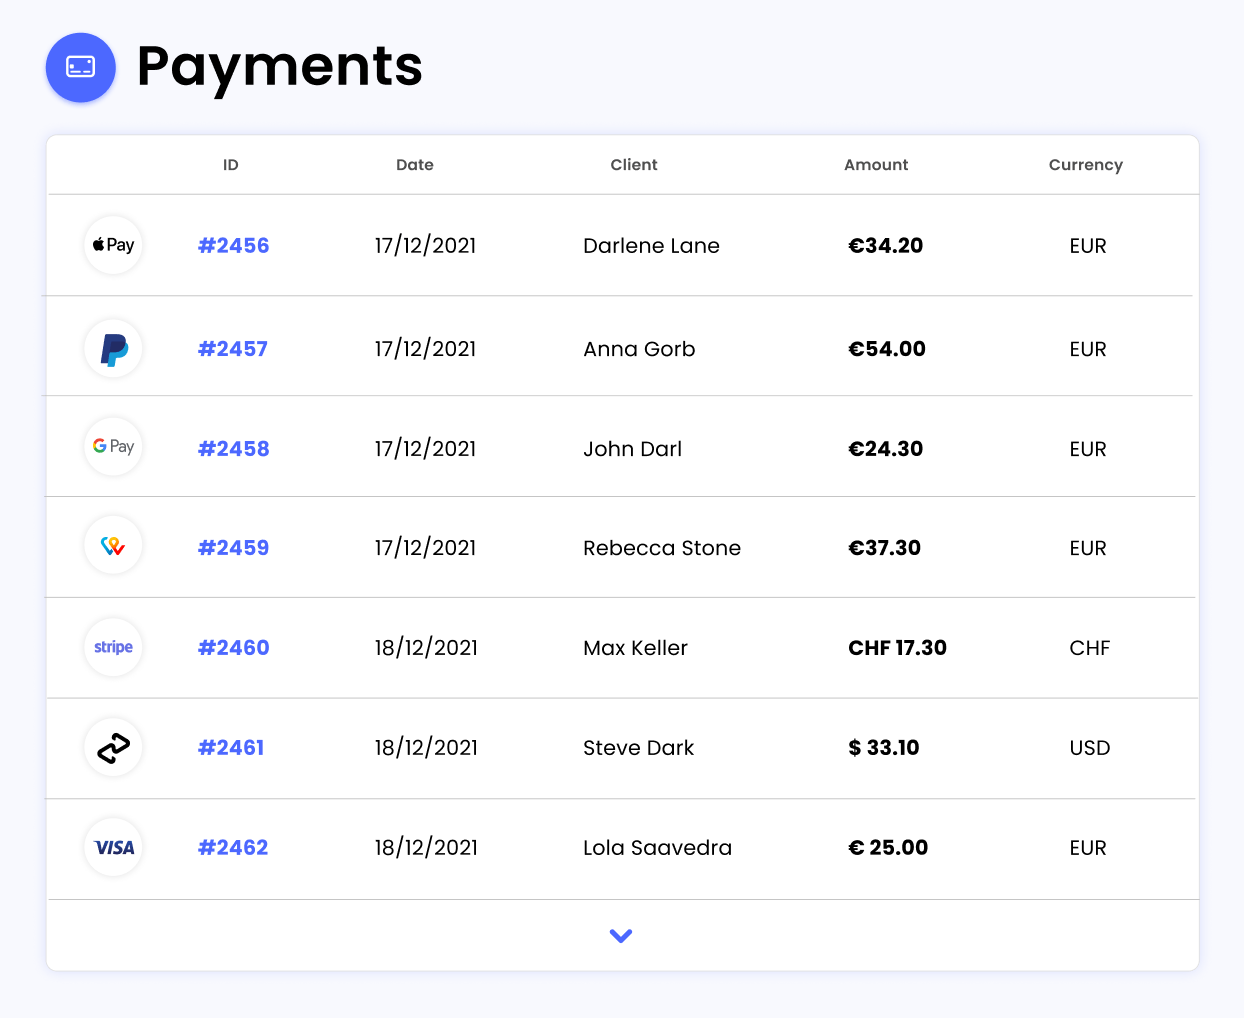 Payments
ID Date Client Amount Currency
Pay #2456 17/12/2021 Darlene Lane €34.20 EUR
#2457 17/12/2021 Anna Gorb €54.00 EUR
G Pay #2458 17/12/2021 John Darl €24.30 EUR
#2459 17/12/2021 Rebecca Stone €37.30 EUR
stripe #2460 18/12/2021 Max Keller CHF 17.30 CHF
#2461 18/12/2021 Steve Dark $ 33.10 USD
VISA #2462 18/12/2021 Lola Saavedra € 25.00 EUR